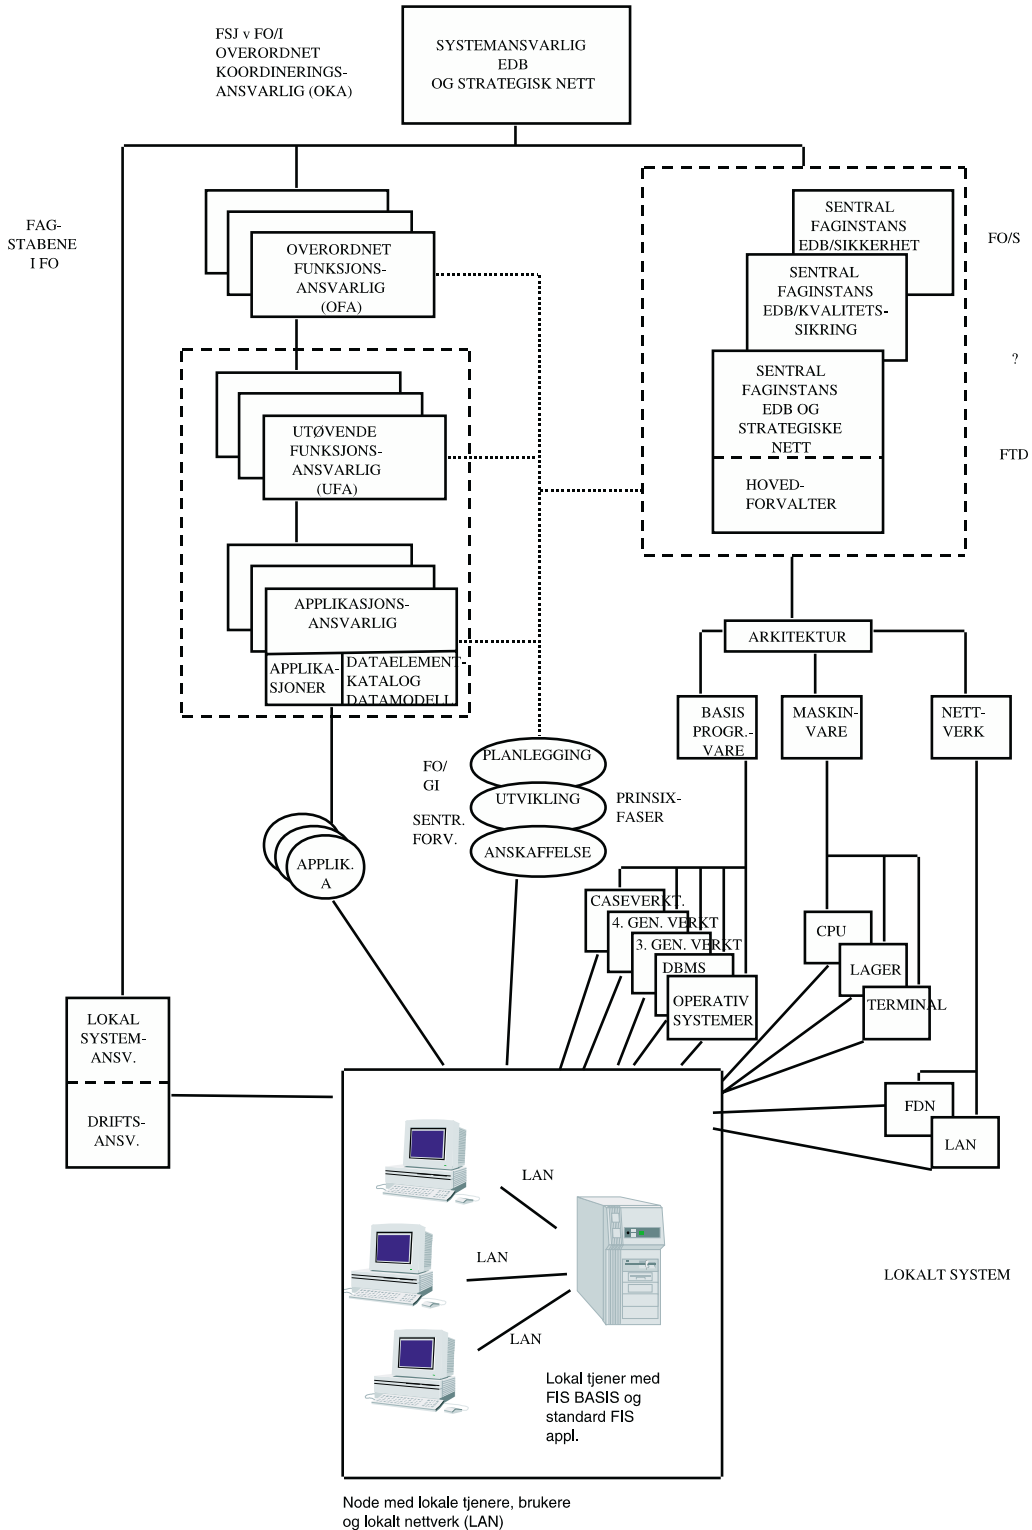 FSJ v FO/I
OVERORDNET
KOORDINERINGS-
ANSVARLIG (OKA)
SYSTEMANSVARLIG
EDB
OG STRATEGISK NETT
FAG-
STABENE
I FO
OVERORDNET
FUNKSJONS-
ANSVARLIG
(OFA)
SENTRAL
FAGINSTANS
EDB/SIKKERHET
FO/S
SENTRAL
FAGINSTANS
EDB/KVALITETS-
SIKRING
?
SENTRAL
FAGINSTANS
EDB OG
STRATEGISKE
NETT
FTD
HOVED-
FORVALTER
UTØVENDE
FUNKSJONS-
ANSVARLIG
(UFA)
APPLIKASJONS-
ANSVARLIG
APPLIKA-
SJONER
DATAELEMENT-
KATALOG
DATAMODELL.
ARKITEKTUR
BASIS
PROGR.-
VARE
MASKIN-
VARE
NETT-
VERK
FO/
GI
SENTR.
FORV.
PLANLEGGING
UTVIKLING
ANSKAFFELSE
PRINSIX-
FASER
APPLIK.
A
CASEVERKT.
4. GEN. VERKT
3. GEN. VERKT
DBMS
OPERATIV
SYSTEMER
CPU
LAGER
TERMINAL
LOKAL
SYSTEM-
ANSV.
DRIFTS-
ANSV.
FDN
LAN
LAN
LAN
LAN
LOKALT SYSTEM
Lokal tjener med
FIS BASIS og
standard FIS
appl.
Node med lokale tjenere, brukere
og lokalt nettverk (LAN)